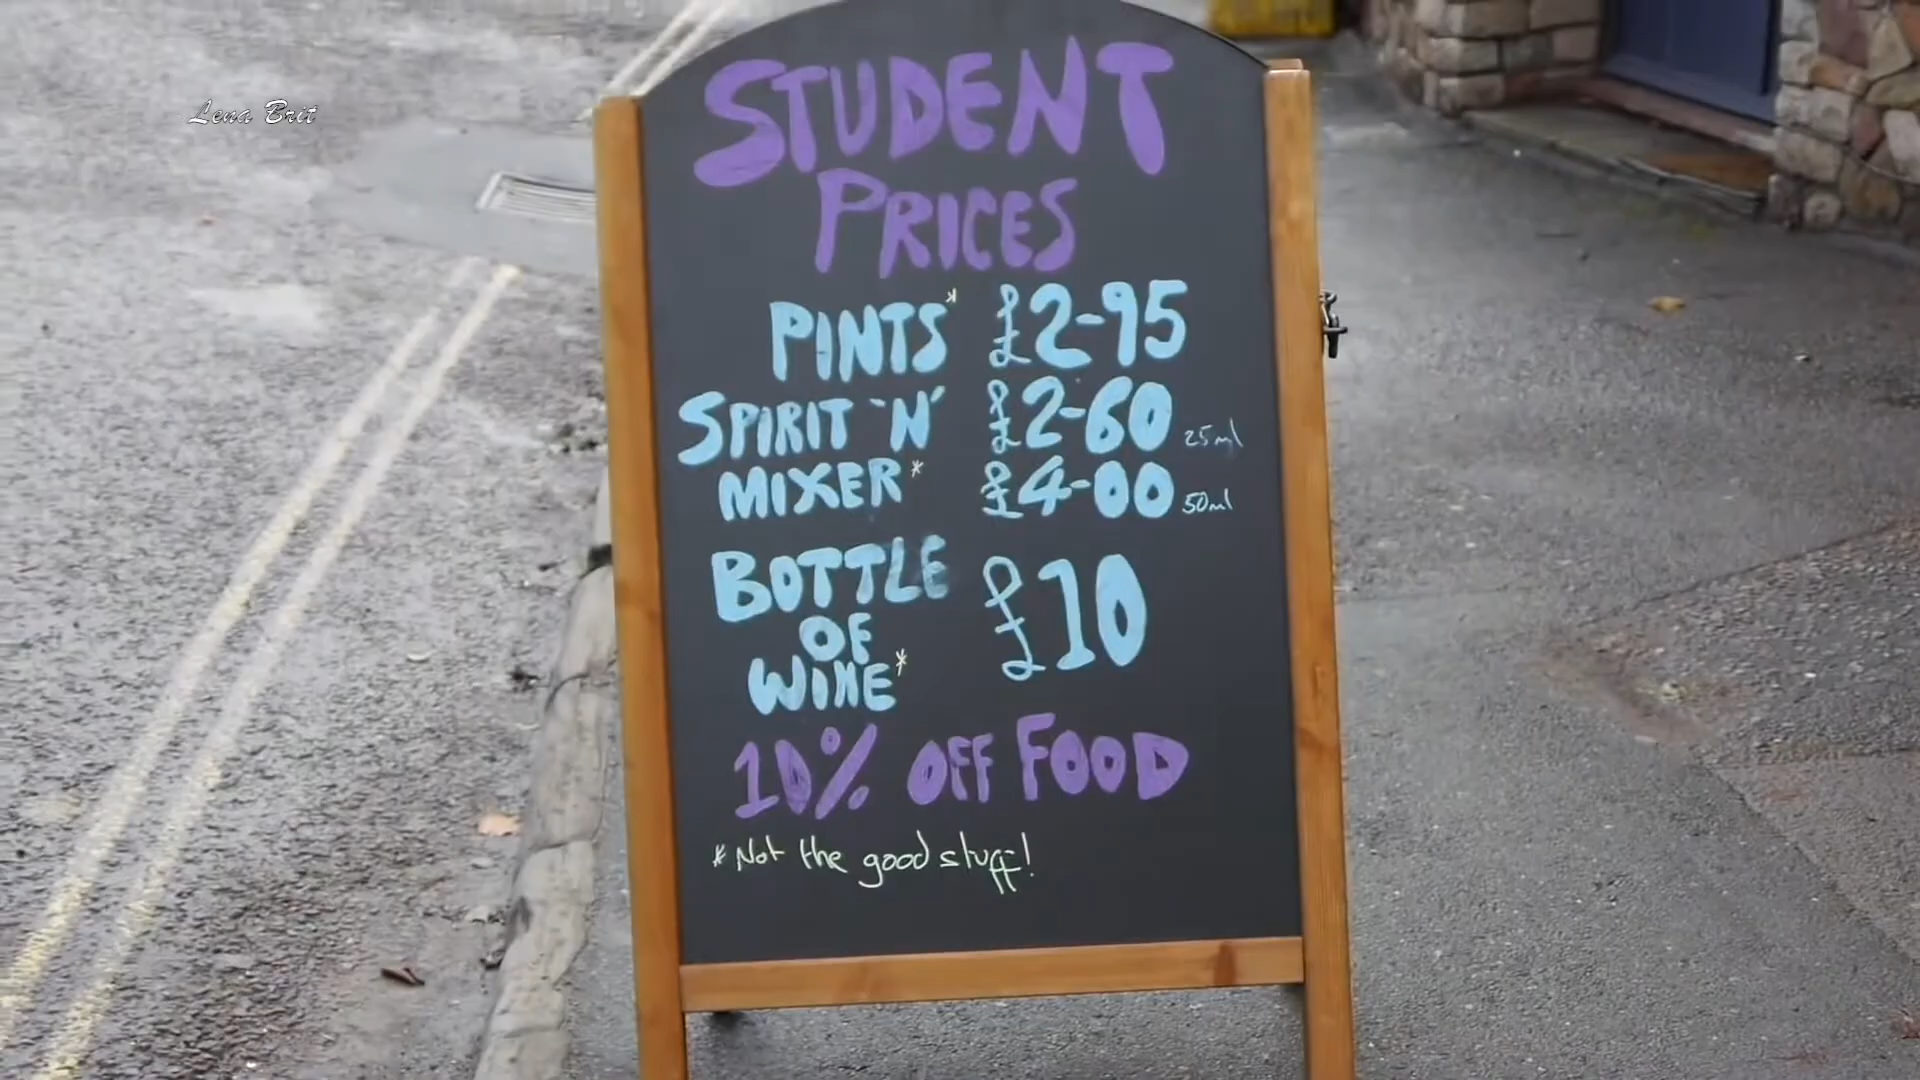 Lena Brit
STUDENT
PRICES
PINTS* £2-95
SPIRIT 'N' £2-60 25ml
MIXER* £4-00 50ml
BOTTLE
OF £10
WINE*
10% OFF FOOD
* Not the good stuff!